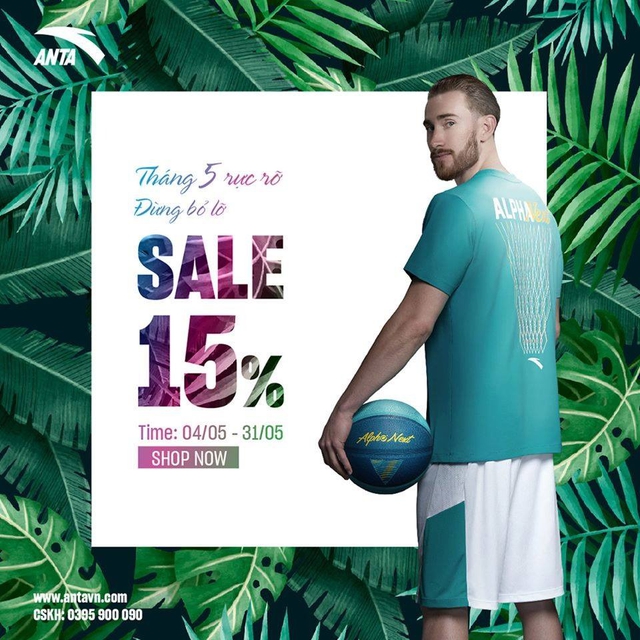 ANTA
Tháng 5 rực rỡ
Đừng bỏ lỡ
SALE
15%
Time: 04/05 - 31/05
SHOP NOW
ALPHA Next
Alpha Next
www.antavn.com
CSKH: 0395 900 090